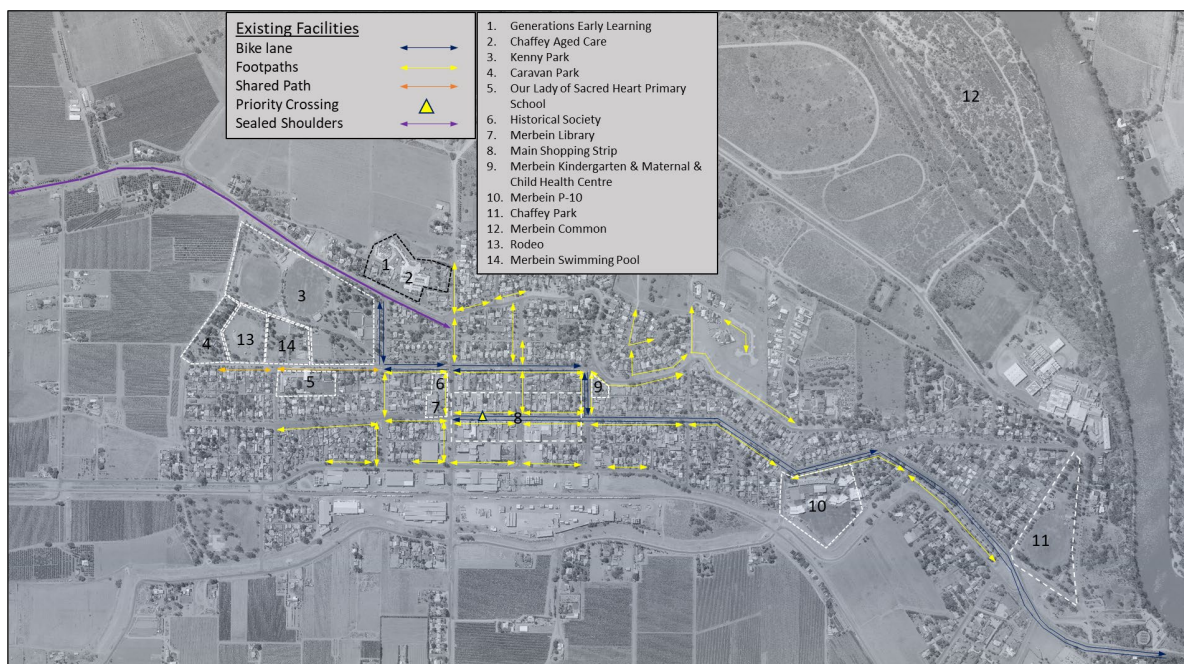 Existing Facilities
Bike lane
Footpaths
Shared Path
Priority Crossing
Sealed Shoulders
1. Generations Early Learning
2. Chaffey Aged Care
3. Kenny Park
4. Caravan Park
5. Our Lady of Sacred Heart Primary
School
6. Historical Society
7. Merbein Library
8. Main Shopping Strip
9. Merbein Kindergarten & Maternal &
Child Health Centre
10. Merbein P-10
11. Chaffey Park
12. Merbein Common
13. Rodeo
14. Merbein Swimming Pool
12
1
2
3
4
13
14
5
6
7
8
9
10
11